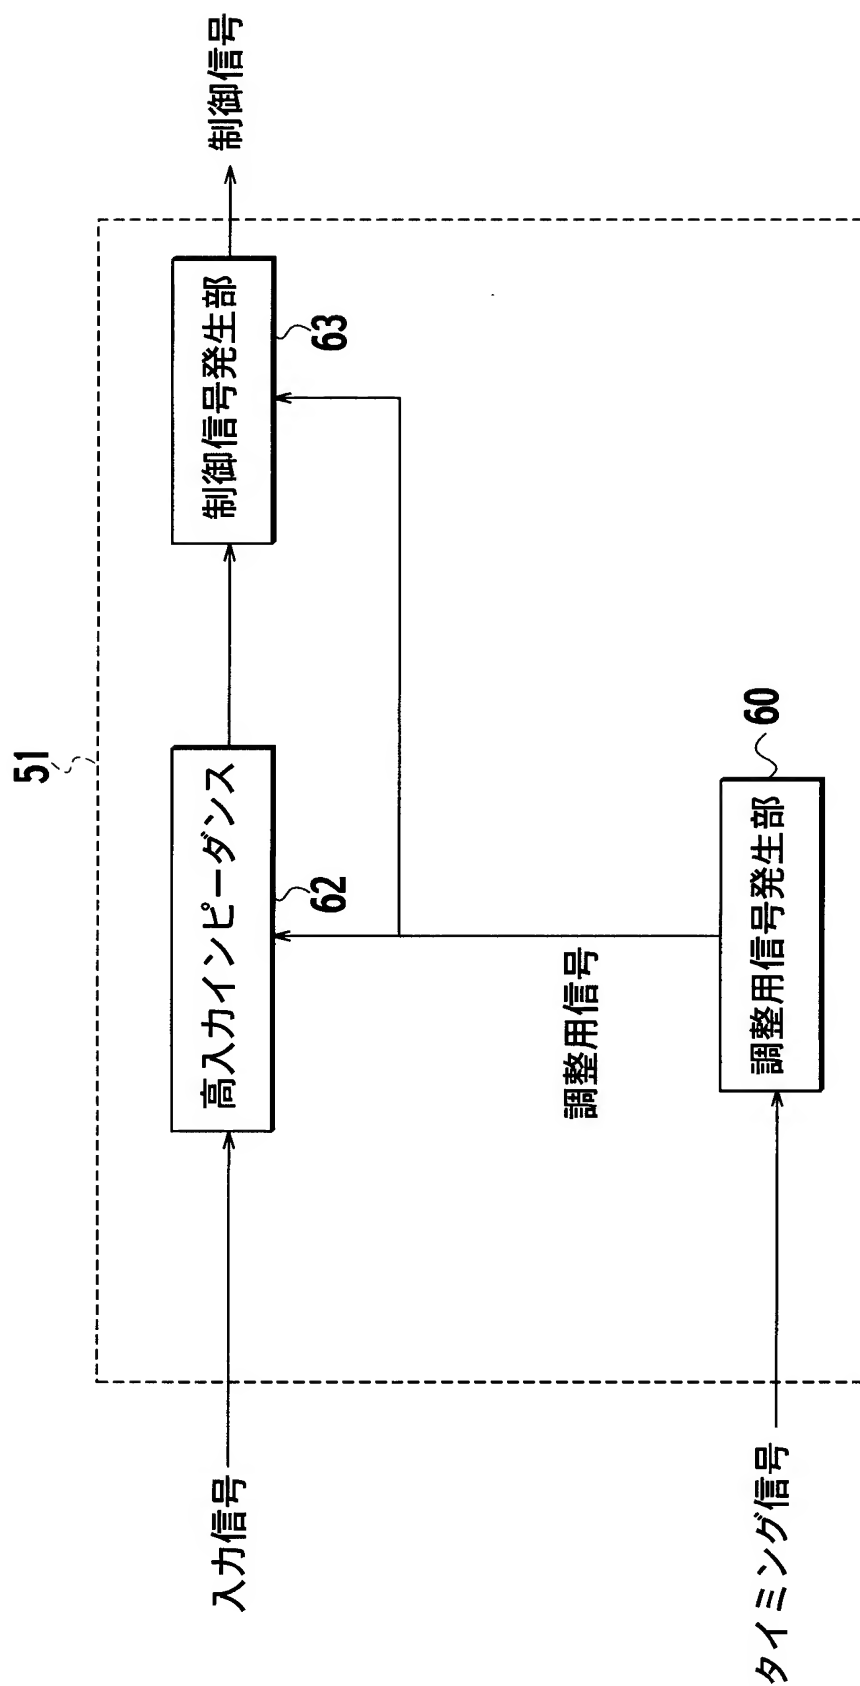 51
入力信号
高入力インピーダンス
62
制御信号発生部
63
制御信号
調整用信号
タイミング信号
調整用信号発生部
60